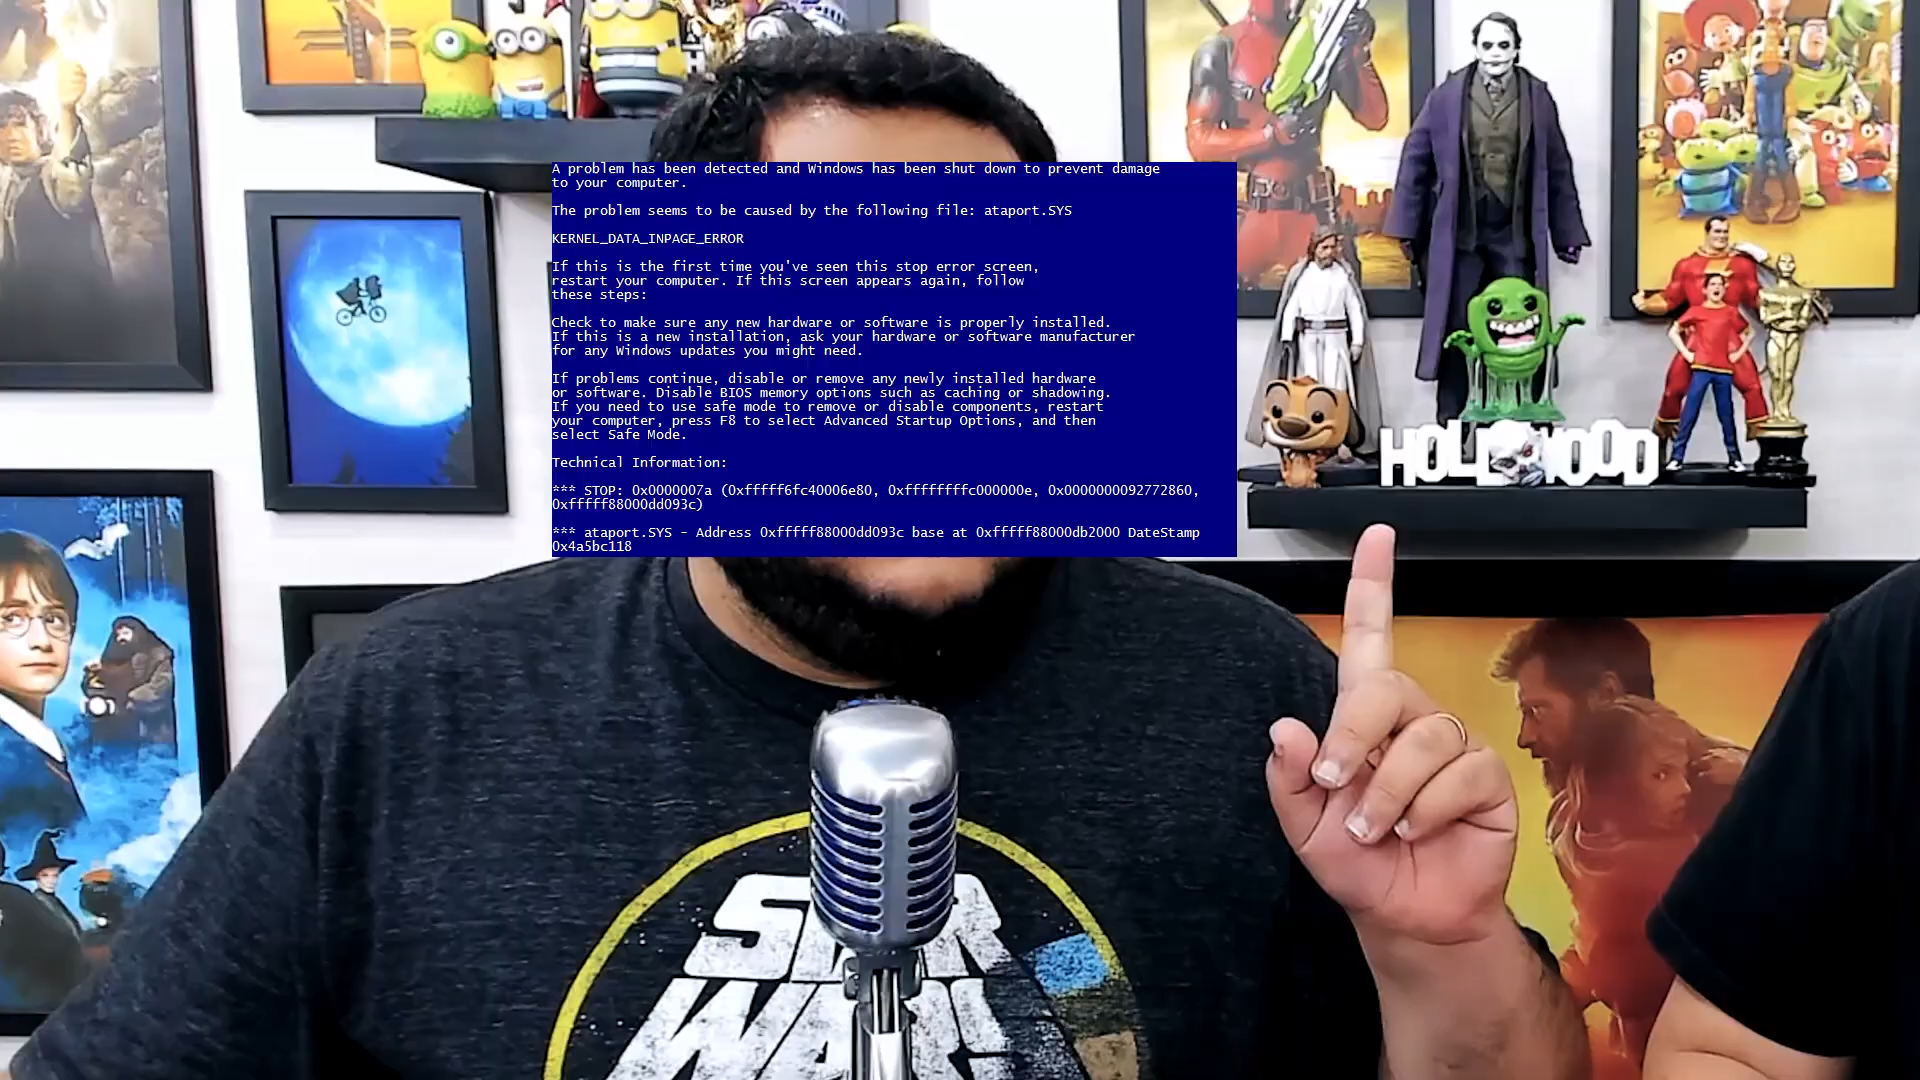 A problem has been detected and Windows has been shut down to prevent damage
to your computer.
The problem seems to be caused by the following file: ataport.SYS
KERNEL_DATA_INPAGE_ERROR
If this is the first time you've seen this stop error screen,
restart your computer. If this screen appears again, follow
these steps:
Check to make sure any new hardware or software is properly installed.
If this is a new installation, ask your hardware or software manufacturer
for any Windows updates you might need.
If problems continue, disable or remove any newly installed hardware
or software. Disable BIOS memory options such as caching or shadowing.
If you need to use safe mode to remove or disable components, restart
your computer, press F8 to select Advanced Startup Options, and then
select Safe Mode.
Technical Information:
*** STOP: 0x0000007a (0xfffff6fc40006e80, 0xffffffffc000000e, 0x0000000092772860,
0xfffff88000dd093c)
*** ataport.SYS - Address 0xfffff88000dd093c base at 0xfffff88000db2000 DateStamp
0x4a5bc118
HOLLYWOOD
STAR
WARS